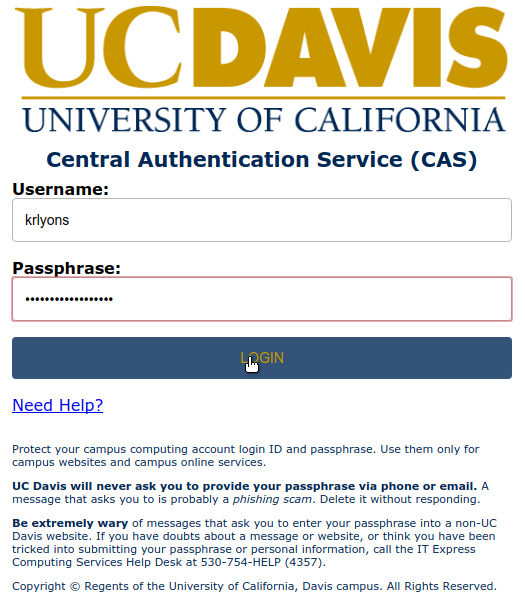 UCDAVIS
UNIVERSITY OF CALIFORNIA
Central Authentication Service (CAS)
Username:
krlyons
Passphrase:
••••••••••••••••••
LOGIN
Need Help?
Protect your campus computing account login ID and passphrase. Use them only for
campus websites and campus online services.
UC Davis will never ask you to provide your passphrase via phone or email. A
message that asks you to is probably a phishing scam. Delete it without responding.
Be extremely wary of messages that ask you to enter your passphrase into a non-UC
Davis website. If you have doubts about a message or website, or think you have been
tricked into submitting your passphrase or personal information, call the IT Express
Computing Services Help Desk at 530-754-HELP (4357).
Copyright © Regents of the University of California, Davis campus. All Rights Reserved.